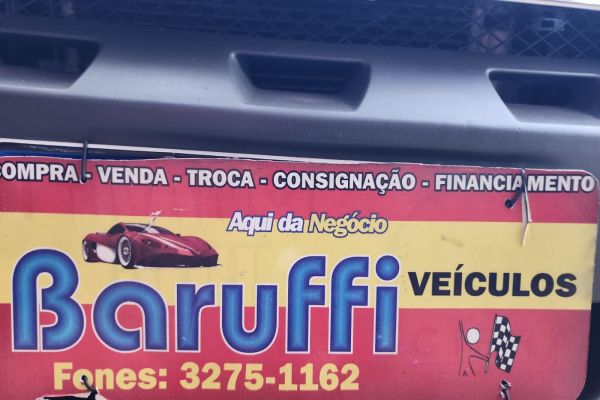 COMPRA - VENDA - TROCA - CONSIGNAÇÃO - FINANCIAMENTO
Aqui da Negócio
Baruffi VEÍCULOS
Fones: 3275-1162